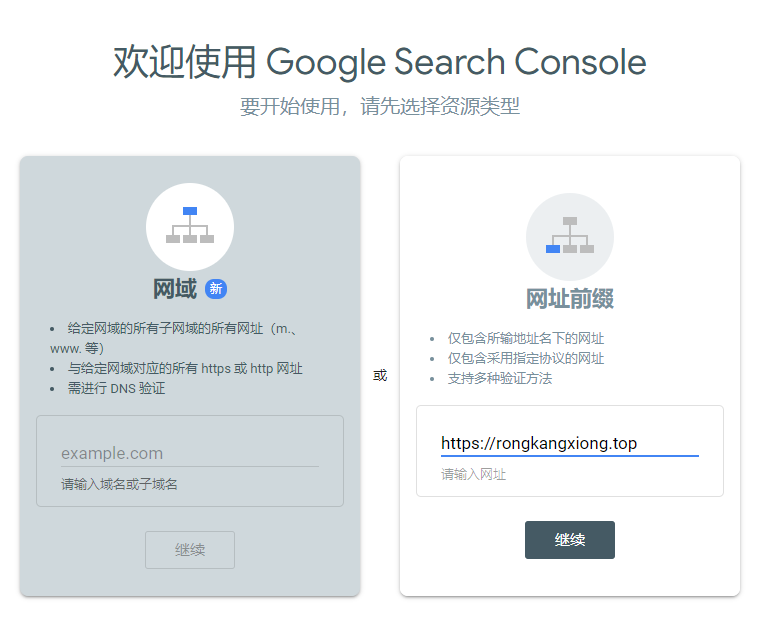 欢迎使用 Google Search Console
要开始使用，请先选择资源类型
网域 新
• 给定网域的所有子网域的所有网址（m.、
www. 等）
• 与给定网域对应的所有 https 或 http 网址
• 需进行 DNS 验证
example.com
请输入域名或子域名
继续
或
网址前缀
• 仅包含所输地址名下的网址
• 仅包含采用指定协议的网址
• 支持多种验证方法
https://rongkangxiong.top
请输入网址
继续